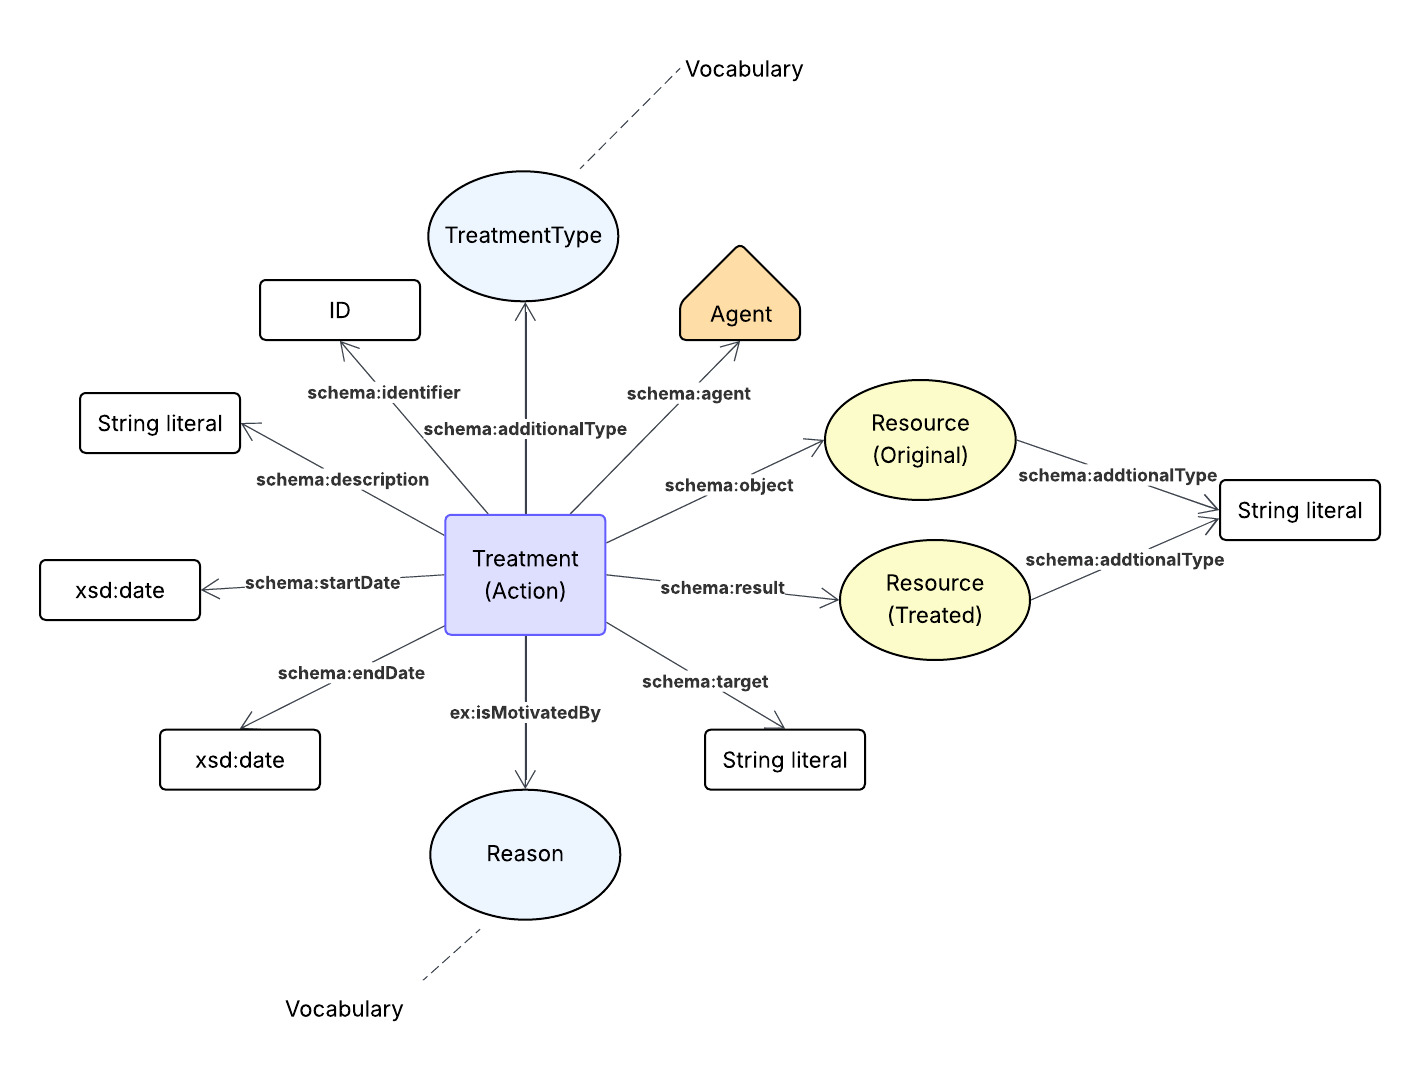 Vocabulary
TreatmentType
ID
Agent
schema:identifier
schema:agent
String literal
schema:additionalType
Resource
(Original)
schema:description
schema:object
schema:addtionalType
String literal
Treatment
(Action)
xsd:date
schema:startDate
schema:result
Resource
(Treated)
schema:addtionalType
schema:endDate
schema:target
ex:isMotivatedBy
xsd:date
String literal
Reason
Vocabulary